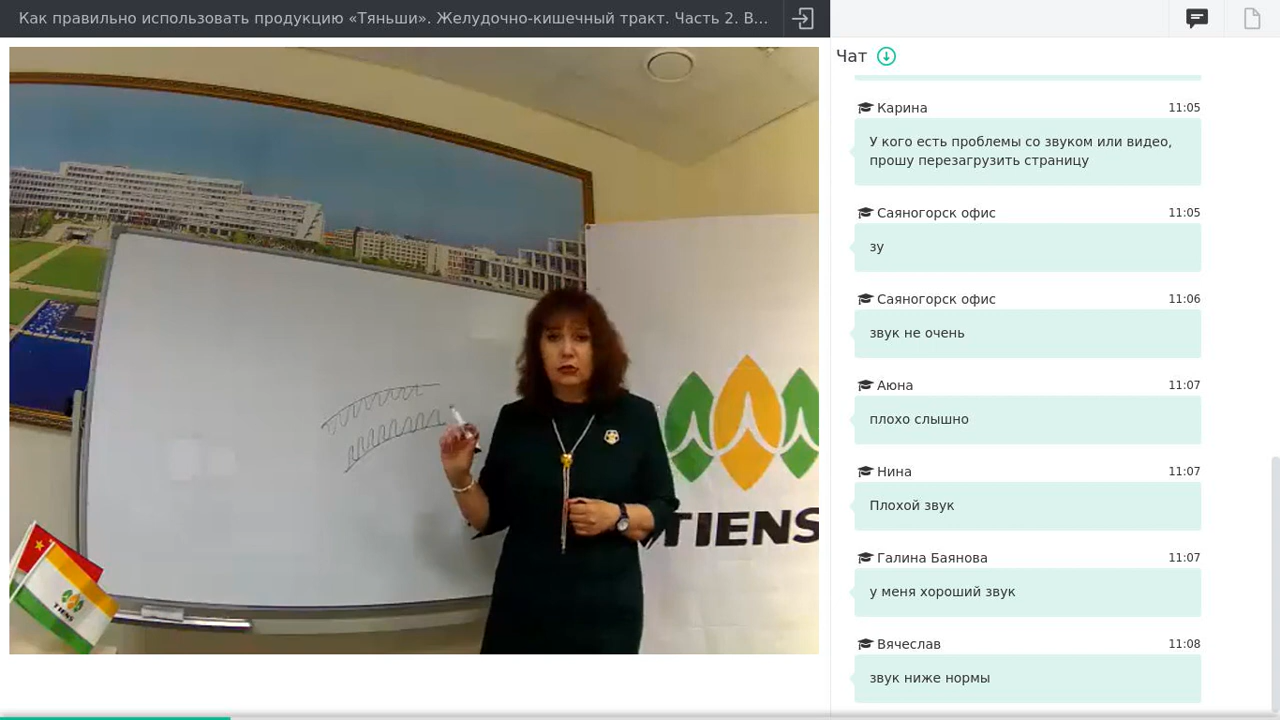 Как правильно использовать продукцию «Тяньши». Желудочно-кишечный тракт. Часть 2. В...
TIENS
TIENS
Чат
Карина 11:05
У кого есть проблемы со звуком или видео,
прошу перезагрузить страницу
Саяногорск офис 11:05
зу
Саяногорск офис 11:06
звук не очень
Аюна 11:07
плохо слышно
Нина 11:07
Плохой звук
Галина Баянова 11:07
у меня хороший звук
Вячеслав 11:08
звук ниже нормы